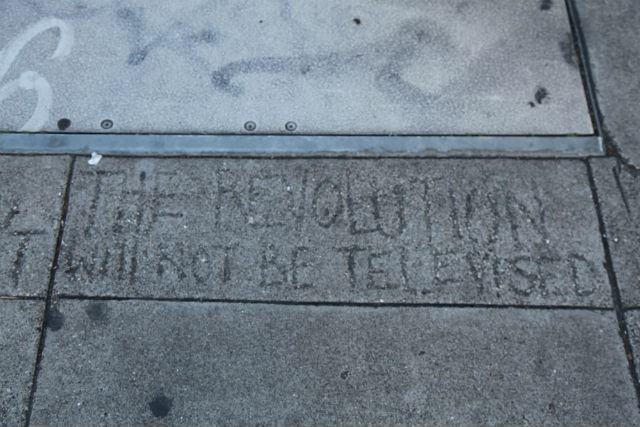 THE REVOLUTION
Will NOT BE TELEVISED